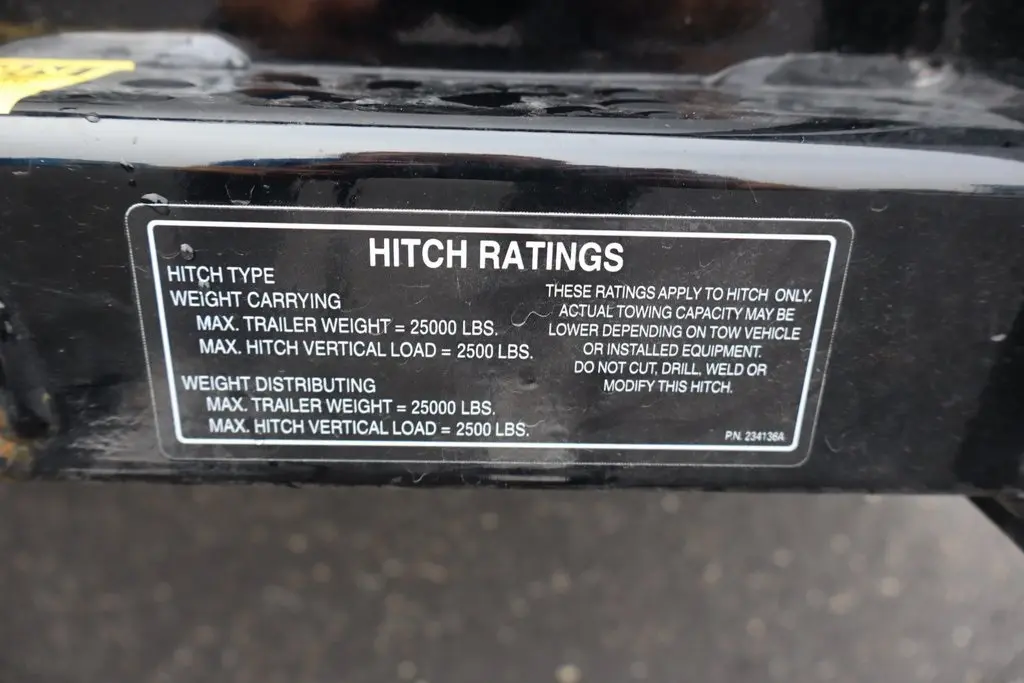 HITCH RATINGS
HITCH TYPE
WEIGHT CARRYING
MAX. TRAILER WEIGHT = 25000 LBS.
MAX. HITCH VERTICAL LOAD = 2500 LBS.
WEIGHT DISTRIBUTING
MAX. TRAILER WEIGHT = 25000 LBS.
MAX. HITCH VERTICAL LOAD = 2500 LBS.
THESE RATINGS APPLY TO HITCH ONLY.
ACTUAL TOWING CAPACITY MAY BE
LOWER DEPENDING ON TOW VEHICLE
OR INSTALLED EQUIPMENT.
DO NOT CUT, DRILL, WELD OR
MODIFY THIS HITCH.
P.N. 234136A